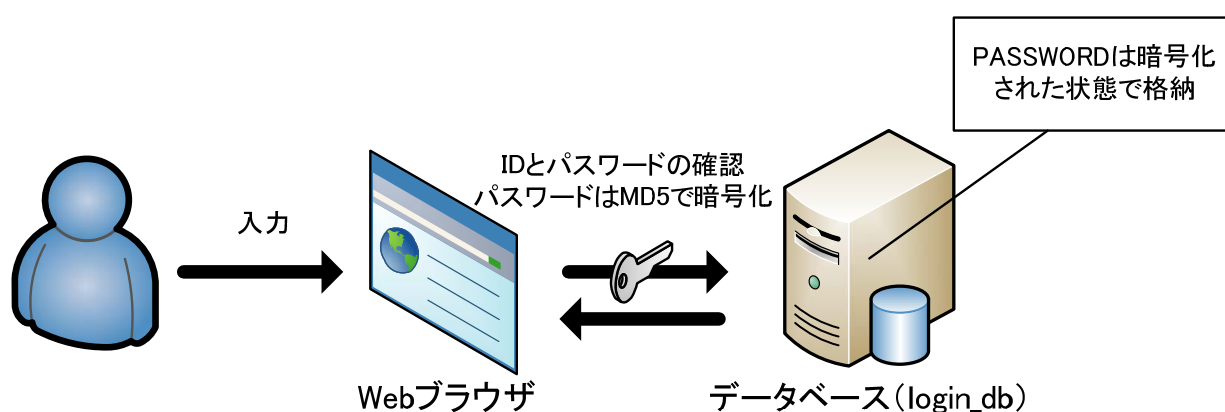 PASSWORDは暗号化
された状態で格納
IDとパスワードの確認
パスワードはMD5で暗号化
入力
Webブラウザ
データベース(login_db)